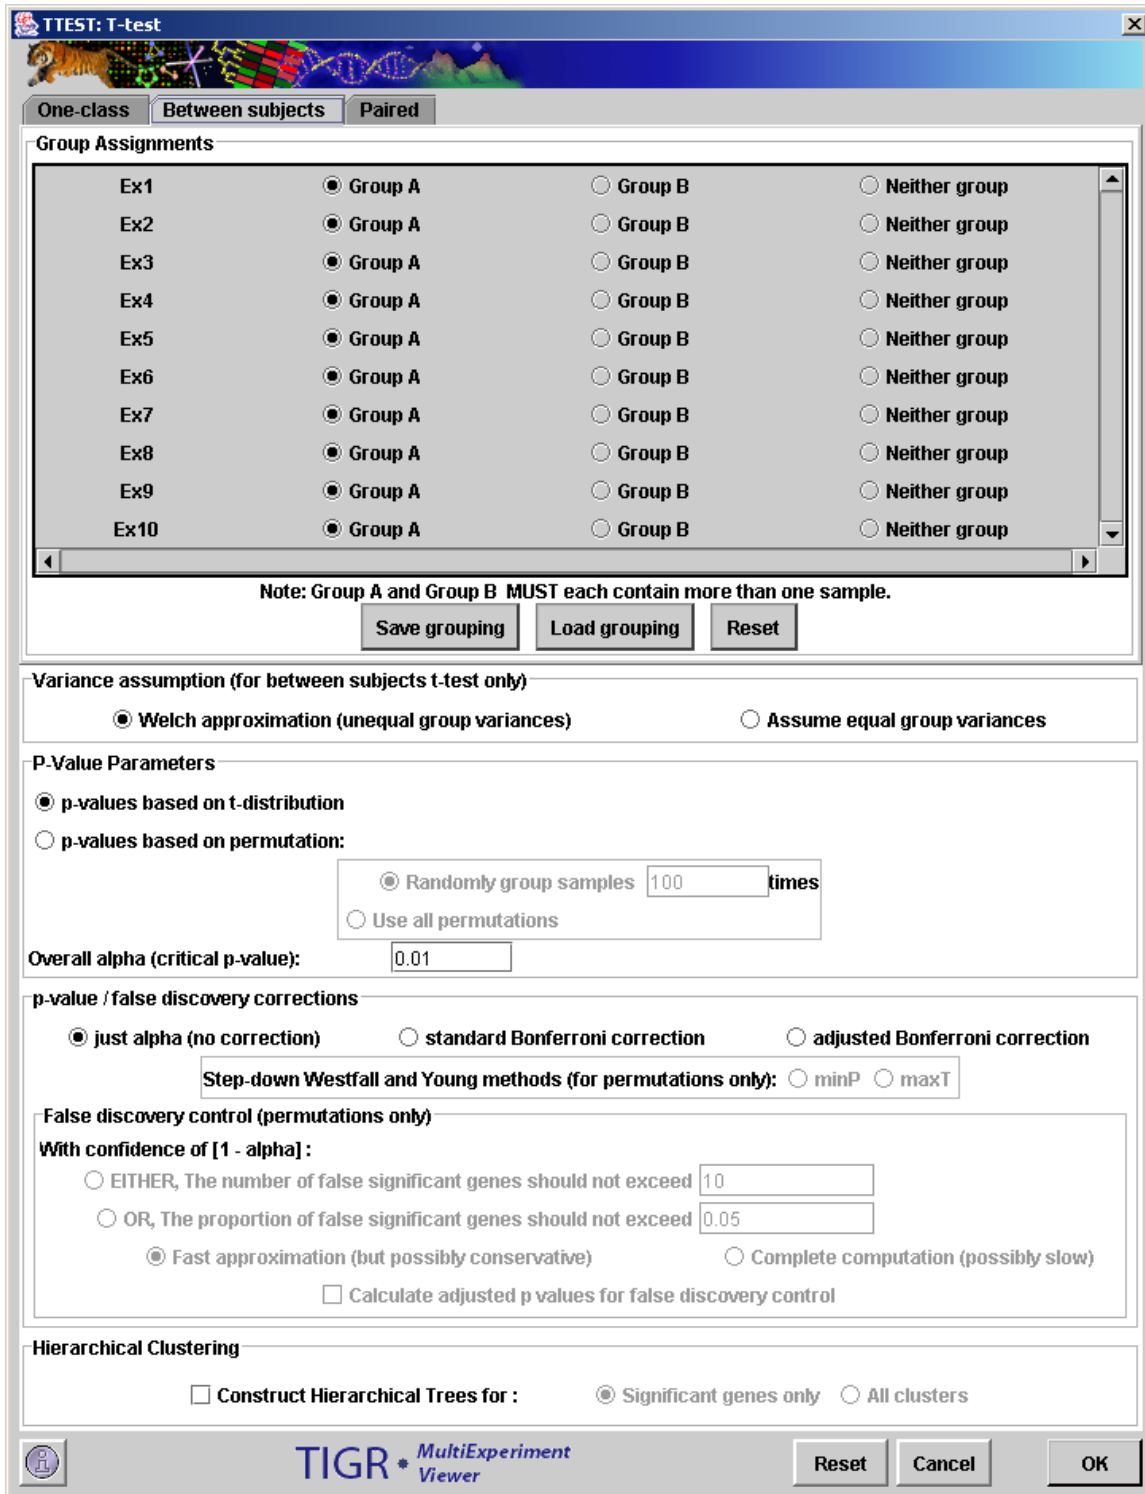 TTEST: T-test
One-class Between subjects Paired
Group Assignments
Ex1 Group A Group B Neither group
Ex2 Group A Group B Neither group
Ex3 Group A Group B Neither group
Ex4 Group A Group B Neither group
Ex5 Group A Group B Neither group
Ex6 Group A Group B Neither group
Ex7 Group A Group B Neither group
Ex8 Group A Group B Neither group
Ex9 Group A Group B Neither group
Ex10 Group A Group B Neither group
Note: Group A and Group B MUST each contain more than one sample.
Save grouping Load grouping Reset
Variance assumption (for between subjects t-test only)
Welch approximation (unequal group variances) Assume equal group variances
P-Value Parameters
p-values based on t-distribution
p-values based on permutation:
Randomly group samples 100 times
Use all permutations
Overall alpha (critical p-value): 0.01
p-value / false discovery corrections
just alpha (no correction) standard Bonferroni correction adjusted Bonferroni correction
Step-down Westfall and Young methods (for permutations only): minP maxT
False discovery control (permutations only)
With confidence of [1 - alpha] :
EITHER, The number of false significant genes should not exceed 10
OR, The proportion of false significant genes should not exceed 0.05
Fast approximation (but possibly conservative) Complete computation (possibly slow)
Calculate adjusted p values for false discovery control
Hierarchical Clustering
Construct Hierarchical Trees for : Significant genes only All clusters
TIGR • MultiExperiment Viewer Reset Cancel OK